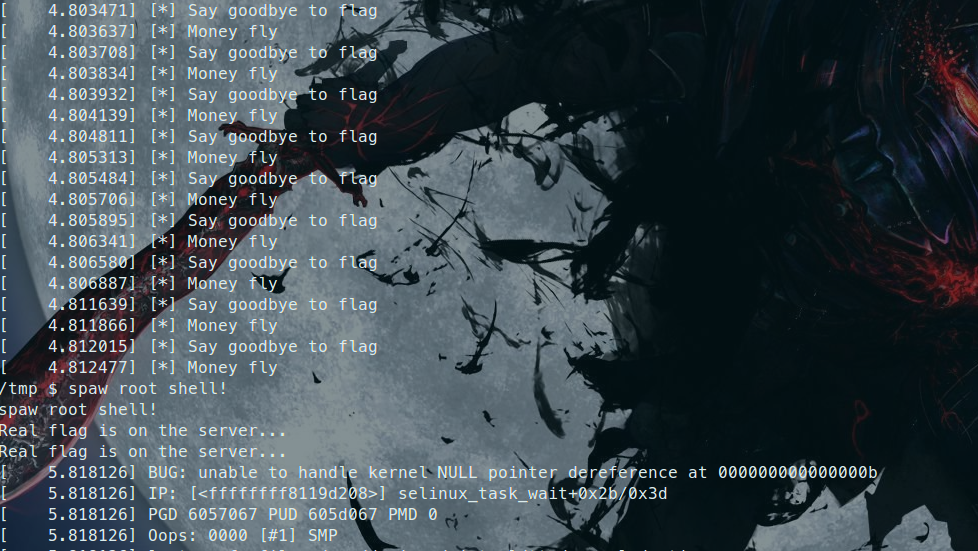 [    4.803471] [*] Say goodbye to flag
[    4.803637] [*] Money fly
[    4.803708] [*] Say goodbye to flag
[    4.803834] [*] Money fly
[    4.803932] [*] Say goodbye to flag
[    4.804139] [*] Money fly
[    4.804811] [*] Say goodbye to flag
[    4.805313] [*] Money fly
[    4.805484] [*] Say goodbye to flag
[    4.805706] [*] Money fly
[    4.805895] [*] Say goodbye to flag
[    4.806341] [*] Money fly
[    4.806580] [*] Say goodbye to flag
[    4.806887] [*] Money fly
[    4.811639] [*] Say goodbye to flag
[    4.811866] [*] Money fly
[    4.812015] [*] Say goodbye to flag
[    4.812477] [*] Money fly
/tmp $ spaw root shell!
spaw root shell!
Real flag is on the server...
Real flag is on the server...
[    5.818126] BUG: unable to handle kernel NULL pointer dereference at 000000000000000b
[    5.818126] IP: [<ffffffff8119d208>] selinux_task_wait+0x2b/0x3d
[    5.818126] PGD 6057067 PUD 605d067 PMD 0
[    5.818126] Oops: 0000 [#1] SMP